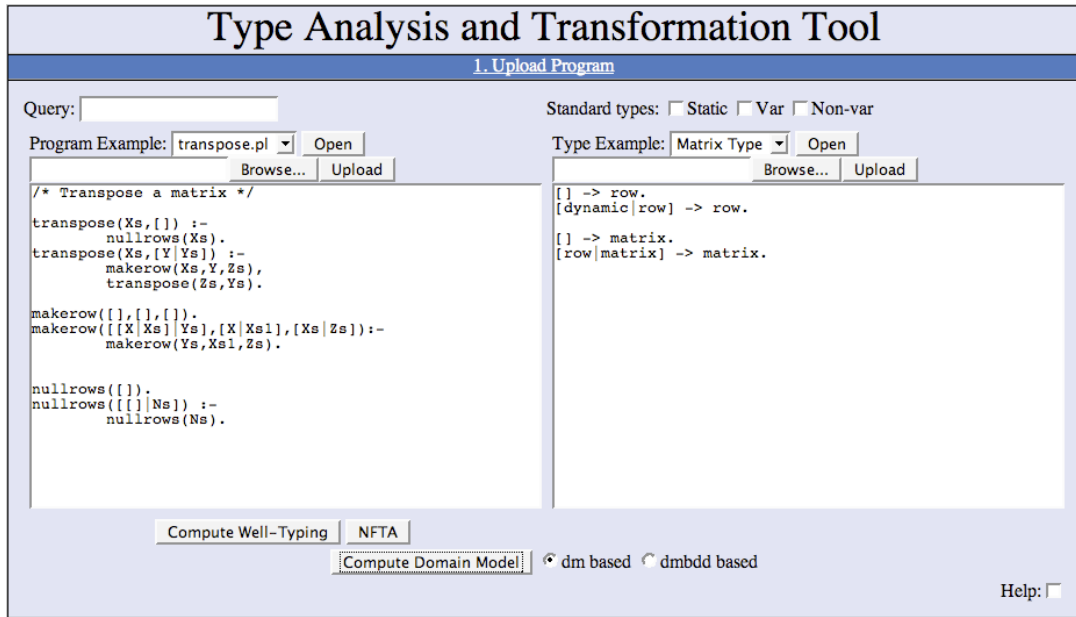 Type Analysis and Transformation Tool
1. Upload Program
Query:
Standard types: Static Var Non-var
Program Example: transpose.pl Open
Browse... Upload
/* Transpose a matrix */
transpose(Xs,[]) :-
nullrows(Xs).
transpose(Xs,[Y|Ys]) :-
makerow(Xs,Y,Zs),
transpose(Zs,Ys).
makerow([],[],[]).
makerow([[X|Xs]|Ys],[X|Xs1],[Xs|Zs]):-
makerow(Ys,Xs1,Zs).
nullrows([]).
nullrows([[]|Ns]) :-
nullrows(Ns).
Type Example: Matrix Type Open
Browse... Upload
[] -> row.
[dynamic|row] -> row.
[] -> matrix.
[row|matrix] -> matrix.
Compute Well-Typing NFTA
Compute Domain Model dm based dmbdd based
Help: